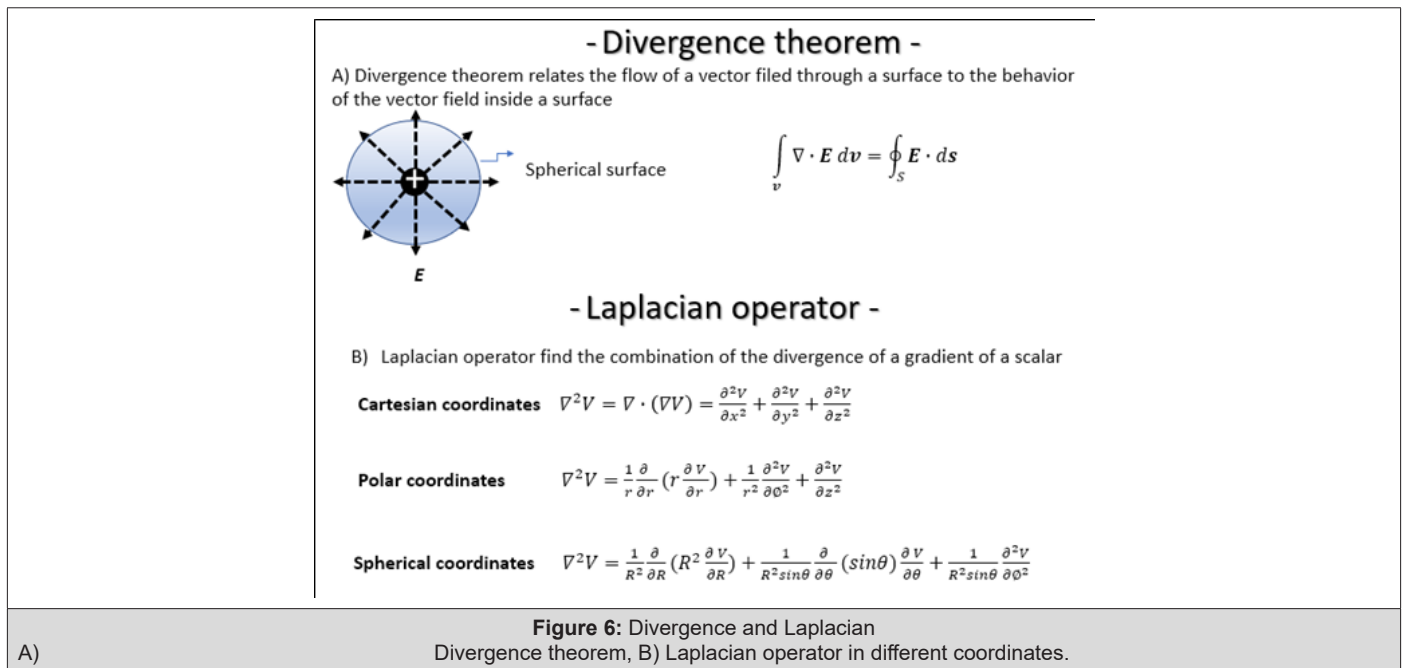 - Divergence theorem -
A) Divergence theorem relates the flow of a vector filed through a surface to the behavior
of the vector field inside a surface
+
Spherical surface
∫_v ∇ · E dv = ∮_S E · ds
E
- Laplacian operator -
B) Laplacian operator find the combination of the divergence of a gradient of a scalar
Cartesian coordinates ∇²V = ∇ · (∇V) = ∂²V/∂x² + ∂²V/∂y² + ∂²V/∂z²
Polar coordinates ∇²V = 1/r ∂/∂r (r ∂V/∂r) + 1/r² ∂²V/∂∅² + ∂²V/∂z²
Spherical coordinates ∇²V = 1/R² ∂/∂R (R² ∂V/∂R) + 1/R²sinθ ∂/∂θ (sinθ) ∂V/∂θ + 1/R²sinθ ∂²V/∂∅²
Figure 6: Divergence and Laplacian
A) Divergence theorem, B) Laplacian operator in different coordinates.